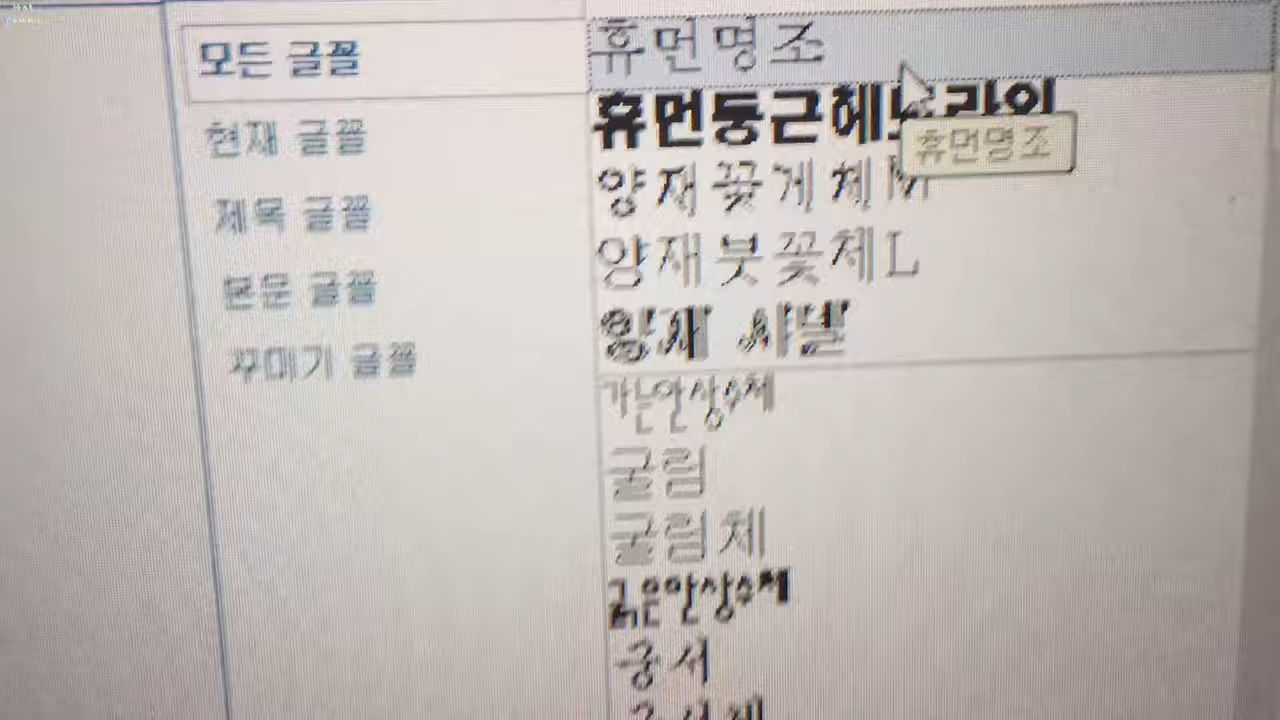 모든 글꼴
현재 글꼴
제목 글꼴
본문 글꼴
꾸미기 글꼴
휴먼명조
휴먼둥근헤드라인
휴먼명조
양재꽃게체M
양재붓꽃체L
양재 샤넬
가는안상수체
굴림
굴림체
굵은안상수체
궁서
궁서체